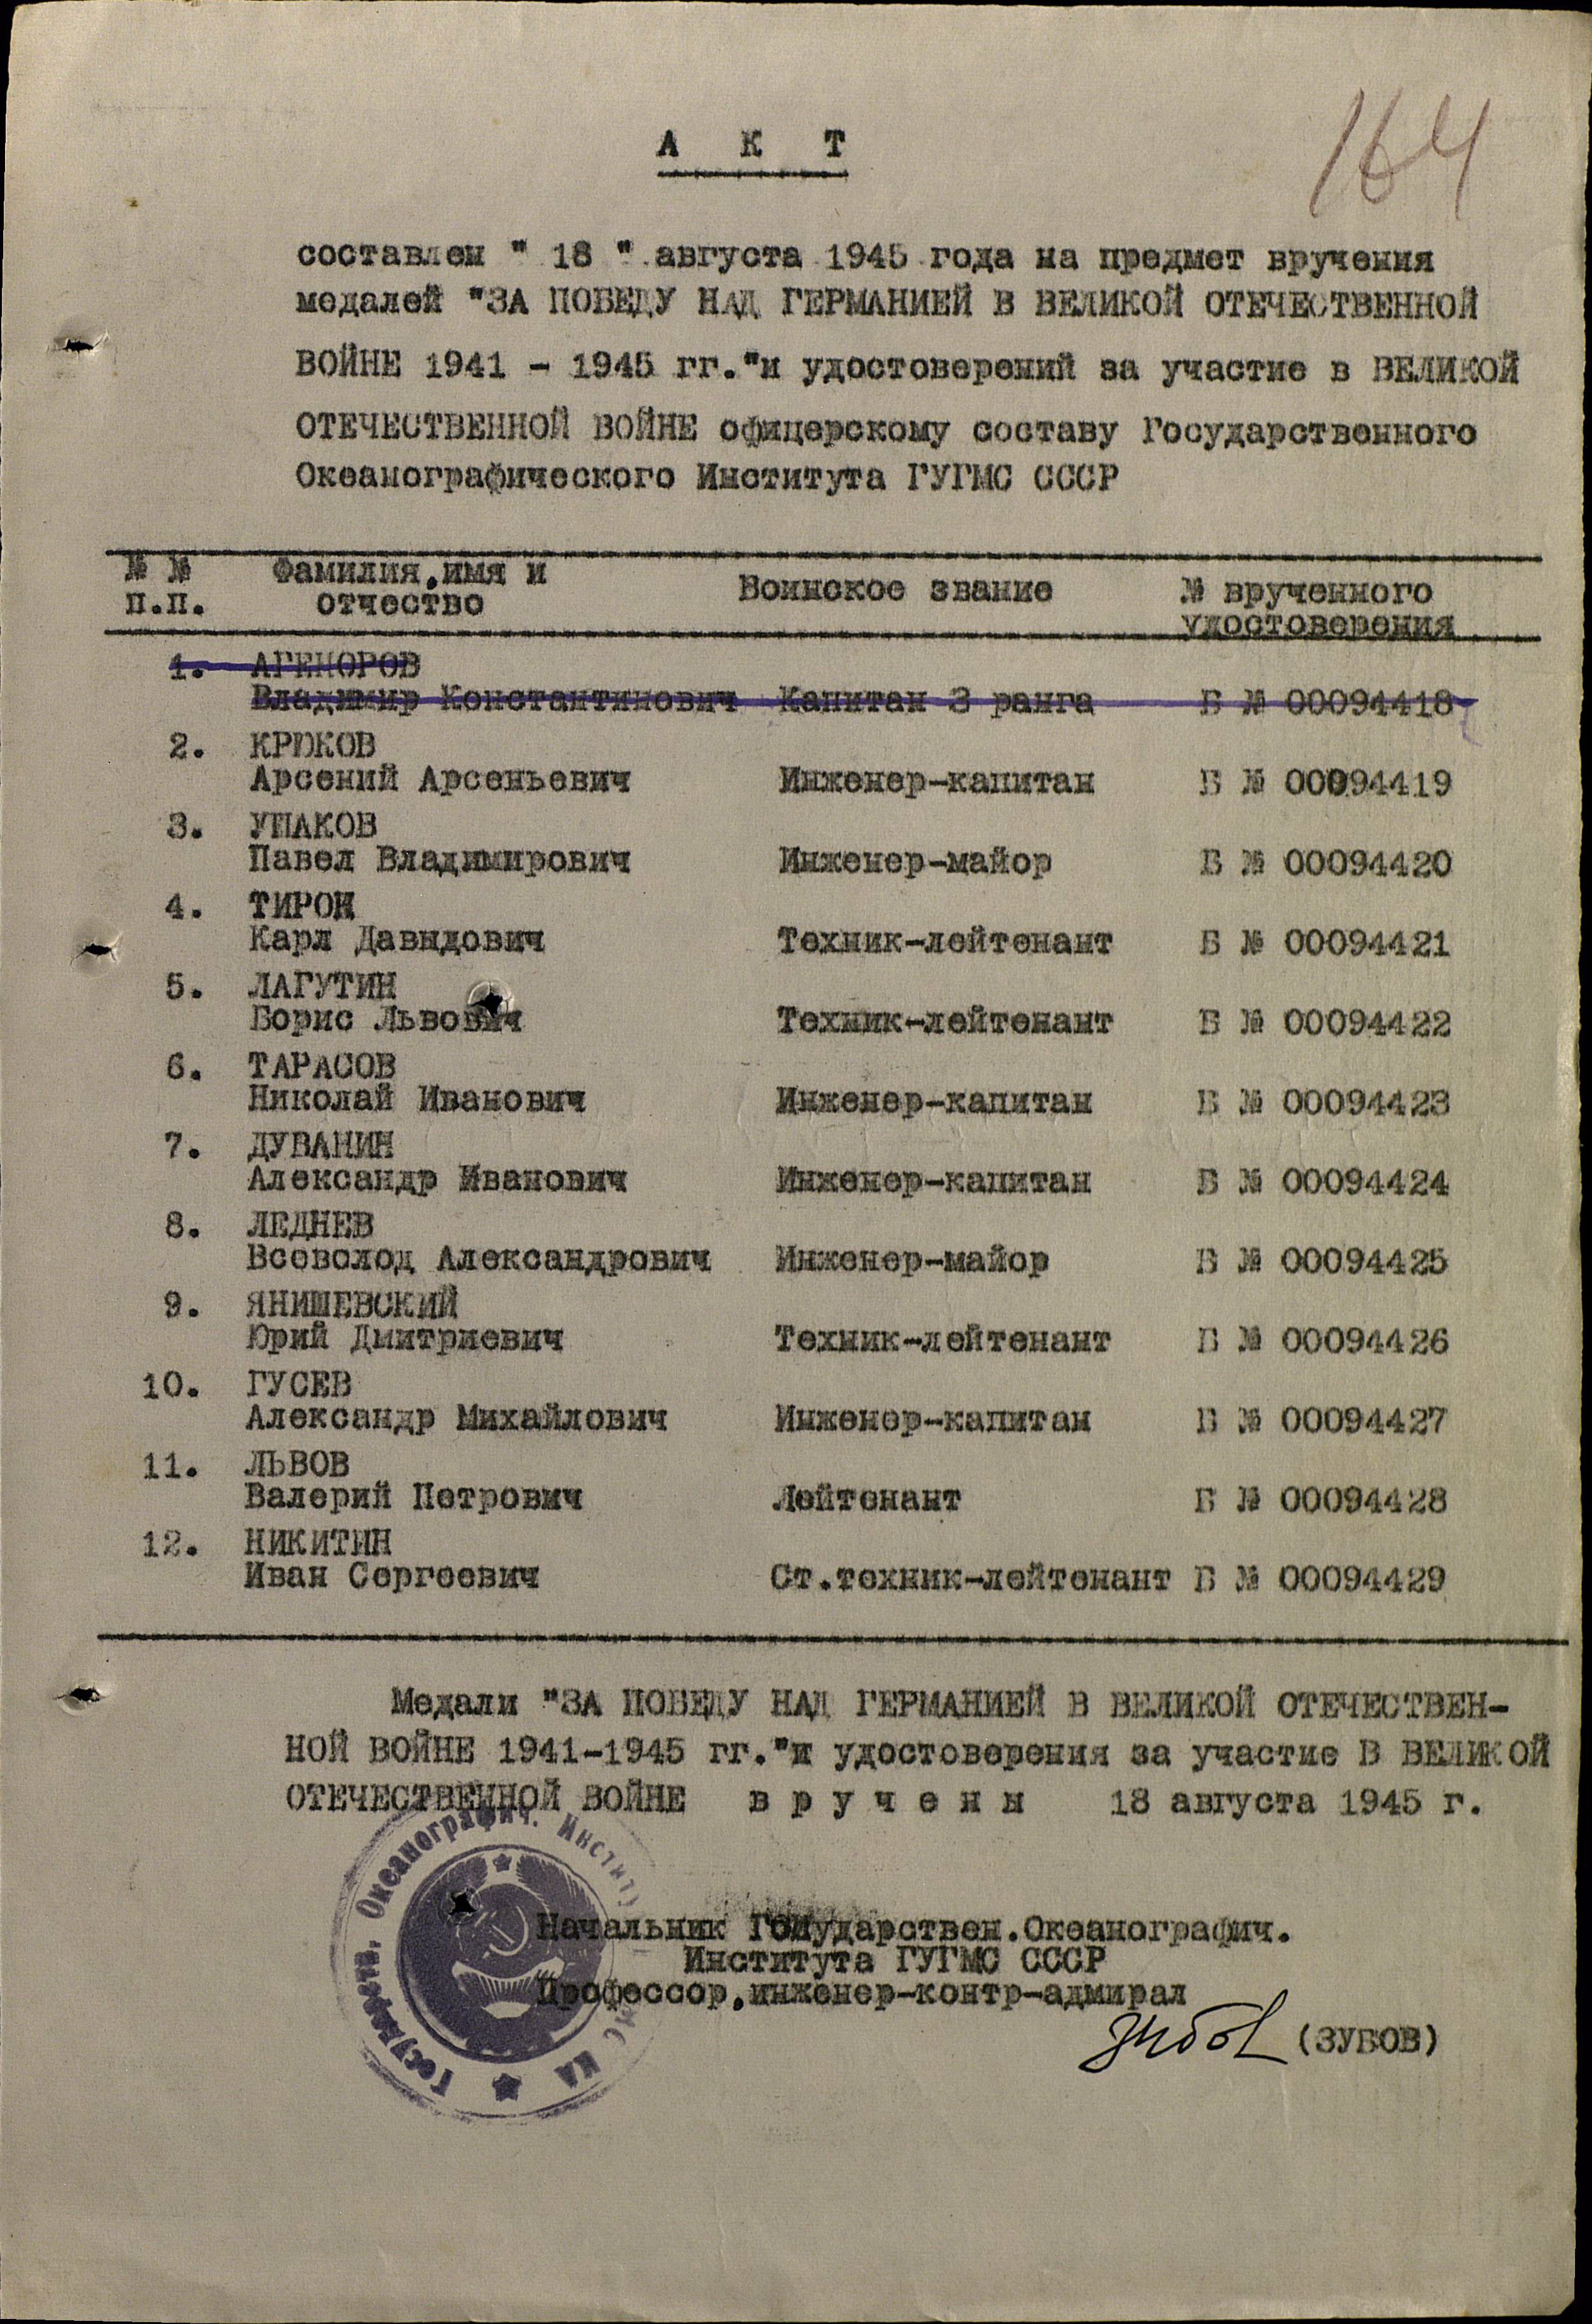 164
А К Т
составлен " 18 " августа 1945 года на предмет вручения
медалей "ЗА ПОБЕДУ НАД ГЕРМАНИЕЙ В ВЕЛИКОЙ ОТЕЧЕСТВЕННОЙ
ВОЙНЕ 1941 - 1945 гг."и удостоверений за участие в ВЕЛИКОЙ
ОТЕЧЕСТВЕННОЙ ВОЙНЕ офицерскому составу Государственного
Океанографического Института ГУГМС СССР
№ № Фамилия,имя и Воинское звание № врученного
п.п. отчество удостоверения
1. АГЕНОРОВ
Владимир Константинович Капитан 3 ранга Б № 00094418
2. КРЮКОВ
Арсений Арсеньевич Инженер-капитан Б № 00094419
3. УШАКОВ
Павел Владимирович Инженер-майор Б № 00094420
4. ТИРОН
Карл Давыдович Техник-лейтенант Б № 00094421
5. ЛАГУТИН
Борис Львович Техник-лейтенант Б № 00094422
6. ТАРАСОВ
Николай Иванович Инженер-капитан Б № 00094423
7. ДУВАНИН
Александр Иванович Инженер-капитан Б № 00094424
8. ЛЕДНЕВ
Всеволод Александрович Инженер-майор Б № 00094425
9. ЯНИШЕВСКИЙ
Юрий Дмитриевич Техник-лейтенант Б № 00094426
10. ГУСЕВ
Александр Михайлович Инженер-капитан Б № 00094427
11. ЛЬВОВ
Валерий Петрович Лейтенант Б № 00094428
12. НИКИТИН
Иван Сергеевич Ст.техник-лейтенант Б № 00094429
Медали "ЗА ПОБЕДУ НАД ГЕРМАНИЕЙ В ВЕЛИКОЙ ОТЕЧЕСТВЕН-
НОЙ ВОЙНЕ 1941-1945 гг."и удостоверения за участие В ВЕЛИКОЙ
ОТЕЧЕСТВЕННОЙ ВОЙНЕ в р у ч е н ы 18 августа 1945 г.
Государств. Океанографич. Институ КА
Начальник Государствен.Океанографич.
Института ГУГМС СССР
Профессор,инженер-контр-адмирал
Зубов (ЗУБОВ)